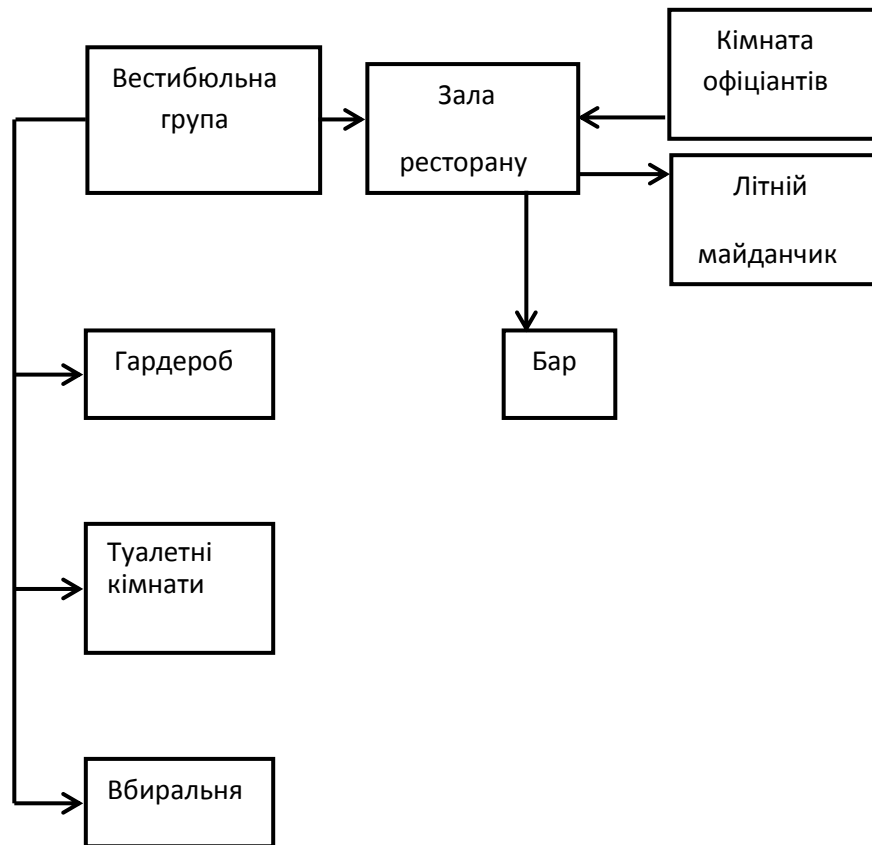 Вестибюльна
група
Зала
ресторану
Кімната
офіціантів
Літній
майданчик
Гардероб
Бар
Туалетні
кімнати
Вбиральня